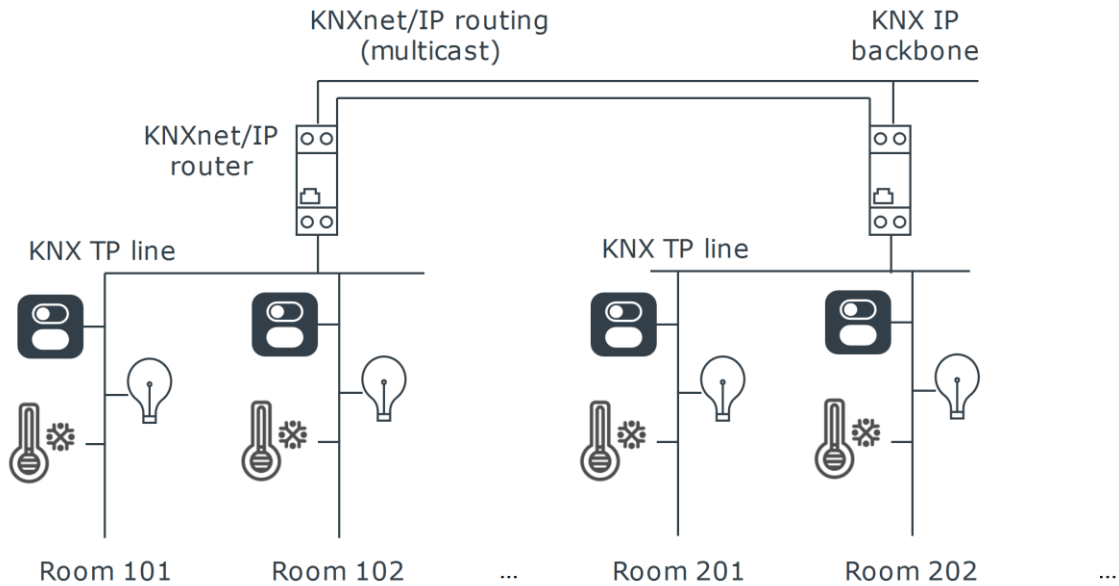 KNXnet/IP routing
(multicast)
KNX IP
backbone
KNXnet/IP
router
KNX TP line
KNX TP line
Room 101
Room 102
...
Room 201
Room 202
...